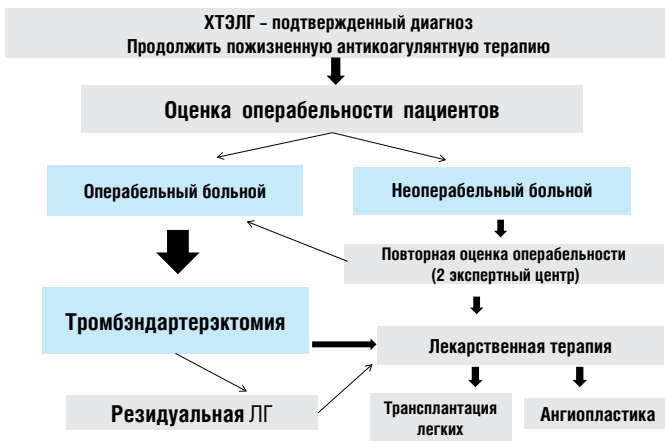 ХТЭЛГ – подтвержденный диагноз
Продолжить пожизненную антикоагулянтную терапию
Оценка операбельности пациентов
Операбельный больной
Неоперабельный больной
Повторная оценка операбельности
(2 экспертный центр)
Тромбэндартерэктомия
Лекарственная терапия
Резидуальная ЛГ
Трансплантация
легких
Ангиопластика